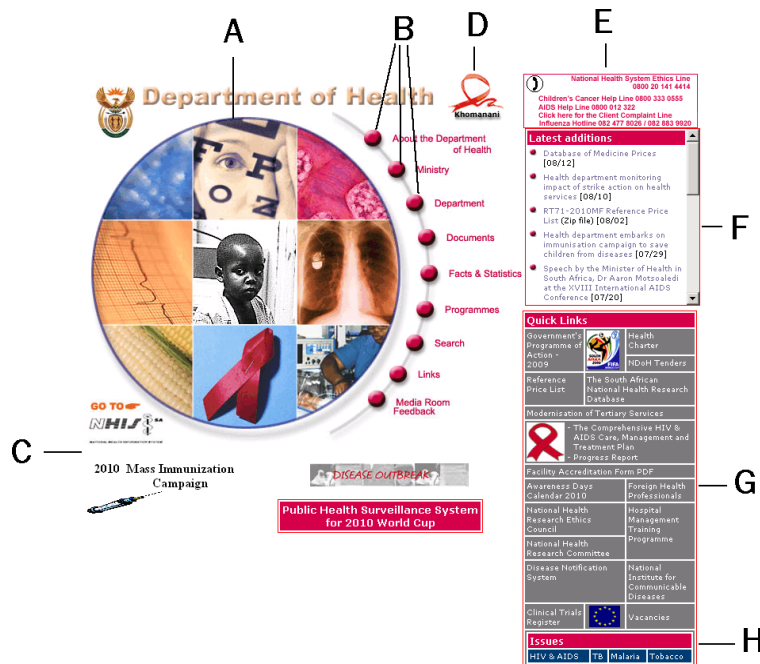 A
B
D
E
Department of Health
Khomanani
National Health System Ethics Line
0800 20 141 4414
Children's Cancer Help Line 0800 333 0555
AIDS Help Line 0800 012 322
Click here for the Client Complaint Line
Influenza Hotline 082 477 8026 / 082 883 9920
About the Department
of Health
Ministry
Department
Documents
Facts & Statistics
Programmes
Search
Links
Media Room
Feedback
E
F
P
O
Z
Latest additions
Database of Medicine Prices
[08/12]
Health department monitoring
impact of strike action on health
services [08/10]
RT71-2010MF Reference Price
List (Zip file) [08/02]
Health department embarks on
immunisation campaign to save
children from diseases [07/29]
Speech by the Minister of Health in
South Africa, Dr Aaron Motsoaledi
at the XVIII International AIDS
Conference [07/20]
F
GO TO
NHIS SA
NATIONAL HEALTH INFORMATION SYSTEM
C
2010 Mass Immunization
Campaign
DISEASE OUTBREAK
Public Health Surveillance System
for 2010 World Cup
Quick Links
Government's
Programme of
Action -
2009
SOUTH AFRICA
FIFA
Health
Charter
NDoH Tenders
Reference
Price List
The South African
National Health Research
Database
Modernisation of Tertiary Services
- The Comprehensive HIV &
AIDS Care, Management and
Treatment Plan
- Progress Report
Facility Accreditation Form PDF
Awareness Days
Calendar 2010
Foreign Health
Professionals
National Health
Research Ethics
Council
Hospital
Management
Training
Programme
National Health
Research Committee
Disease Notification
System
National
Institute for
Communicable
Diseases
Clinical Trials
Register
Vacancies
G
Issues
HIV & AIDS
TB
Malaria
Tobacco
H